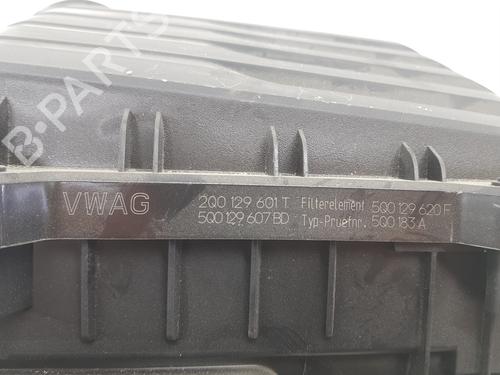 B-PARTS
VWAG 2Q0 129 601 T Filterelement 5Q0 129 620 F
5Q0 129 607 BD Typ-Pruefnr. 5Q0 183 A